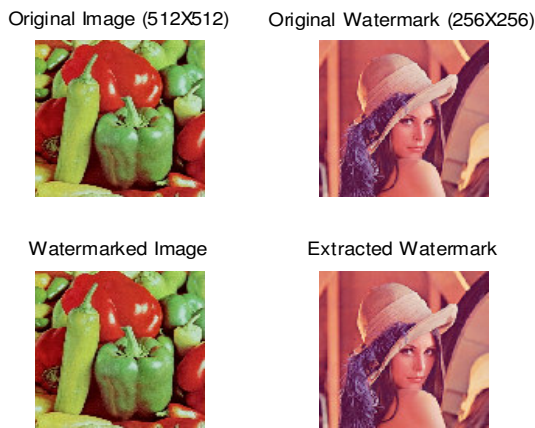 Original Image (512X512)
Original Watermark (256X256)
Watermarked Image
Extracted Watermark